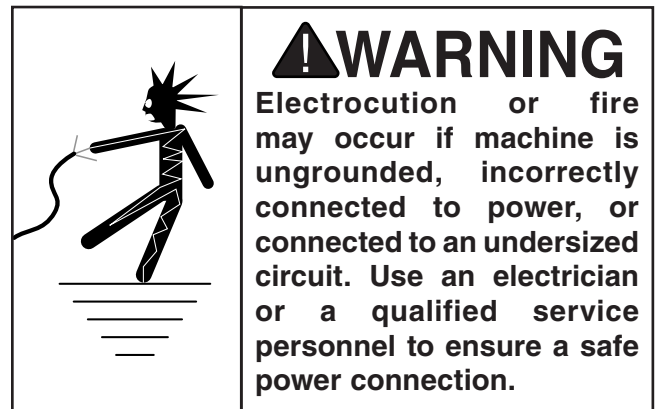 WARNING
Electrocution or fire
may occur if machine is
ungrounded, incorrectly
connected to power, or
connected to an undersized
circuit. Use an electrician
or a qualified service
personnel to ensure a safe
power connection.